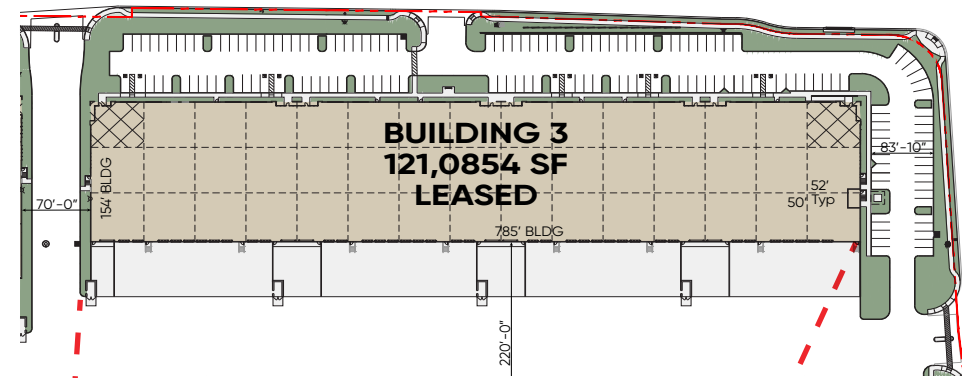 BUILDING 3
121,0854 SF
LEASED
83'-10"
154' BLDG
52'
50' Typ
70'-0"
785' BLDG
220'-0"